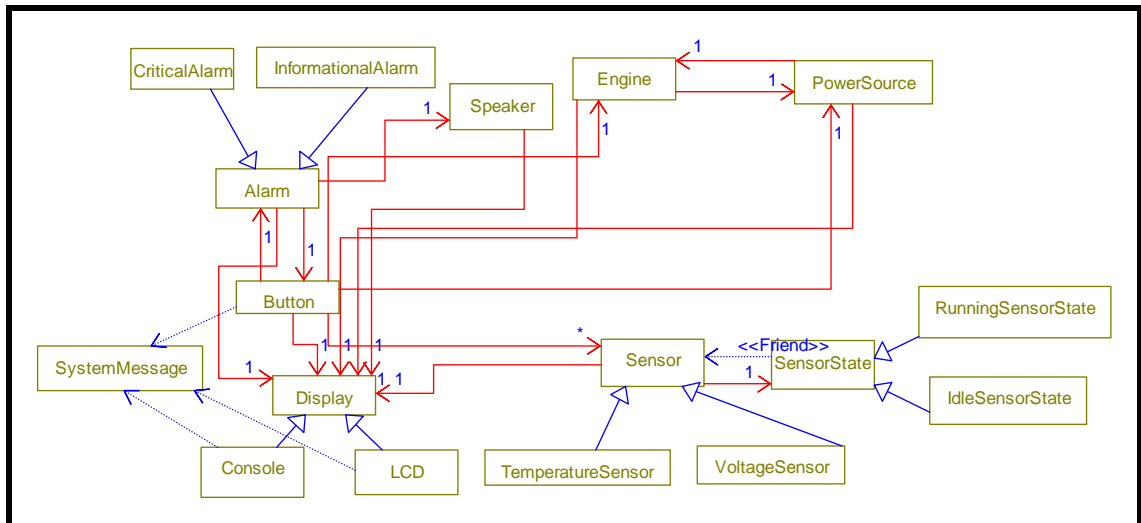 1
1
CriticalAlarm
InformationalAlarm
Engine
PowerSource
1
Speaker
1
1
Alarm
1
1
Button
RunningSensorState
*
<<Friend>>
SystemMessage
1
1
1
Sensor
SensorState
1
1
1
1
1
Display
IdleSensorState
Console
LCD
TemperatureSensor
VoltageSensor